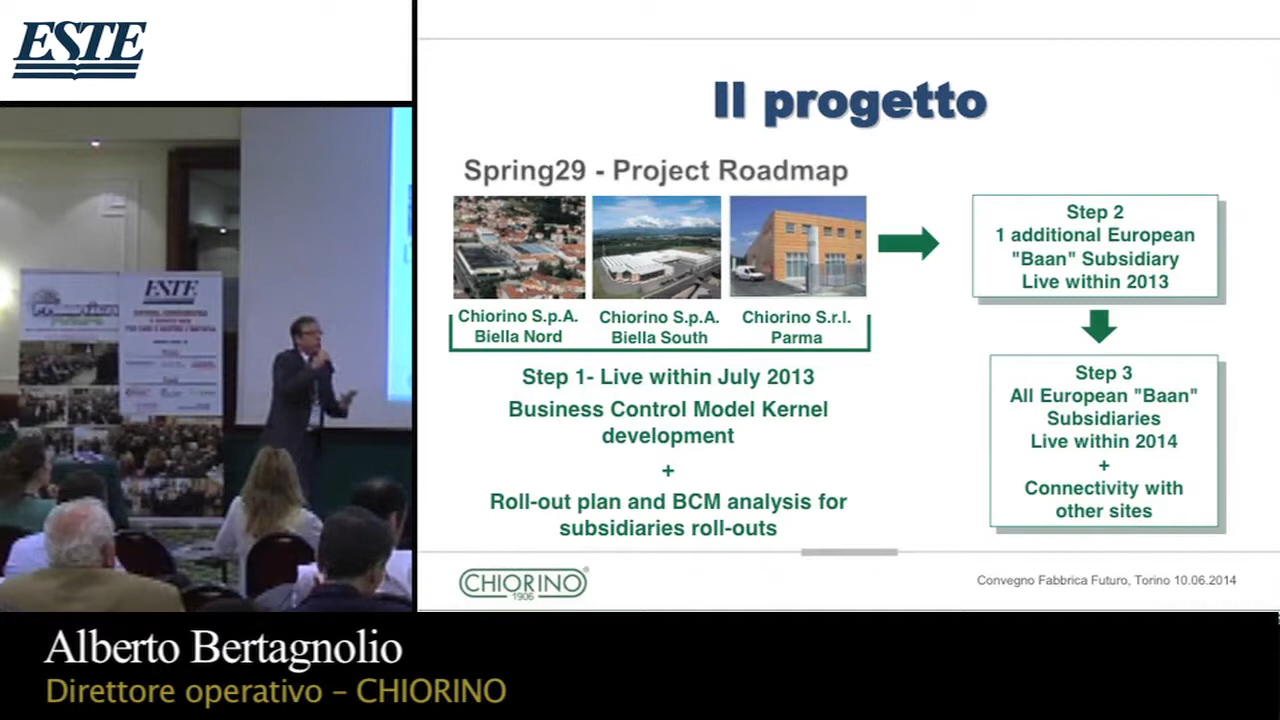 ESTE
ESTE
Il progetto
Spring29 - Project Roadmap
Chiorino S.p.A.
Biella Nord
Chiorino S.p.A.
Biella South
Chiorino S.r.l.
Parma
Step 1- Live within July 2013
Business Control Model Kernel
development
+
Roll-out plan and BCM analysis for
subsidiaries roll-outs
Step 2
1 additional European
"Baan" Subsidiary
Live within 2013
Step 3
All European "Baan"
Subsidiaries
Live within 2014
+
Connectivity with
other sites
CHIORINO®
1906
Convegno Fabbrica Futuro, Torino 10.06.2014
Alberto Bertagnolio
Direttore operativo – CHIORINO